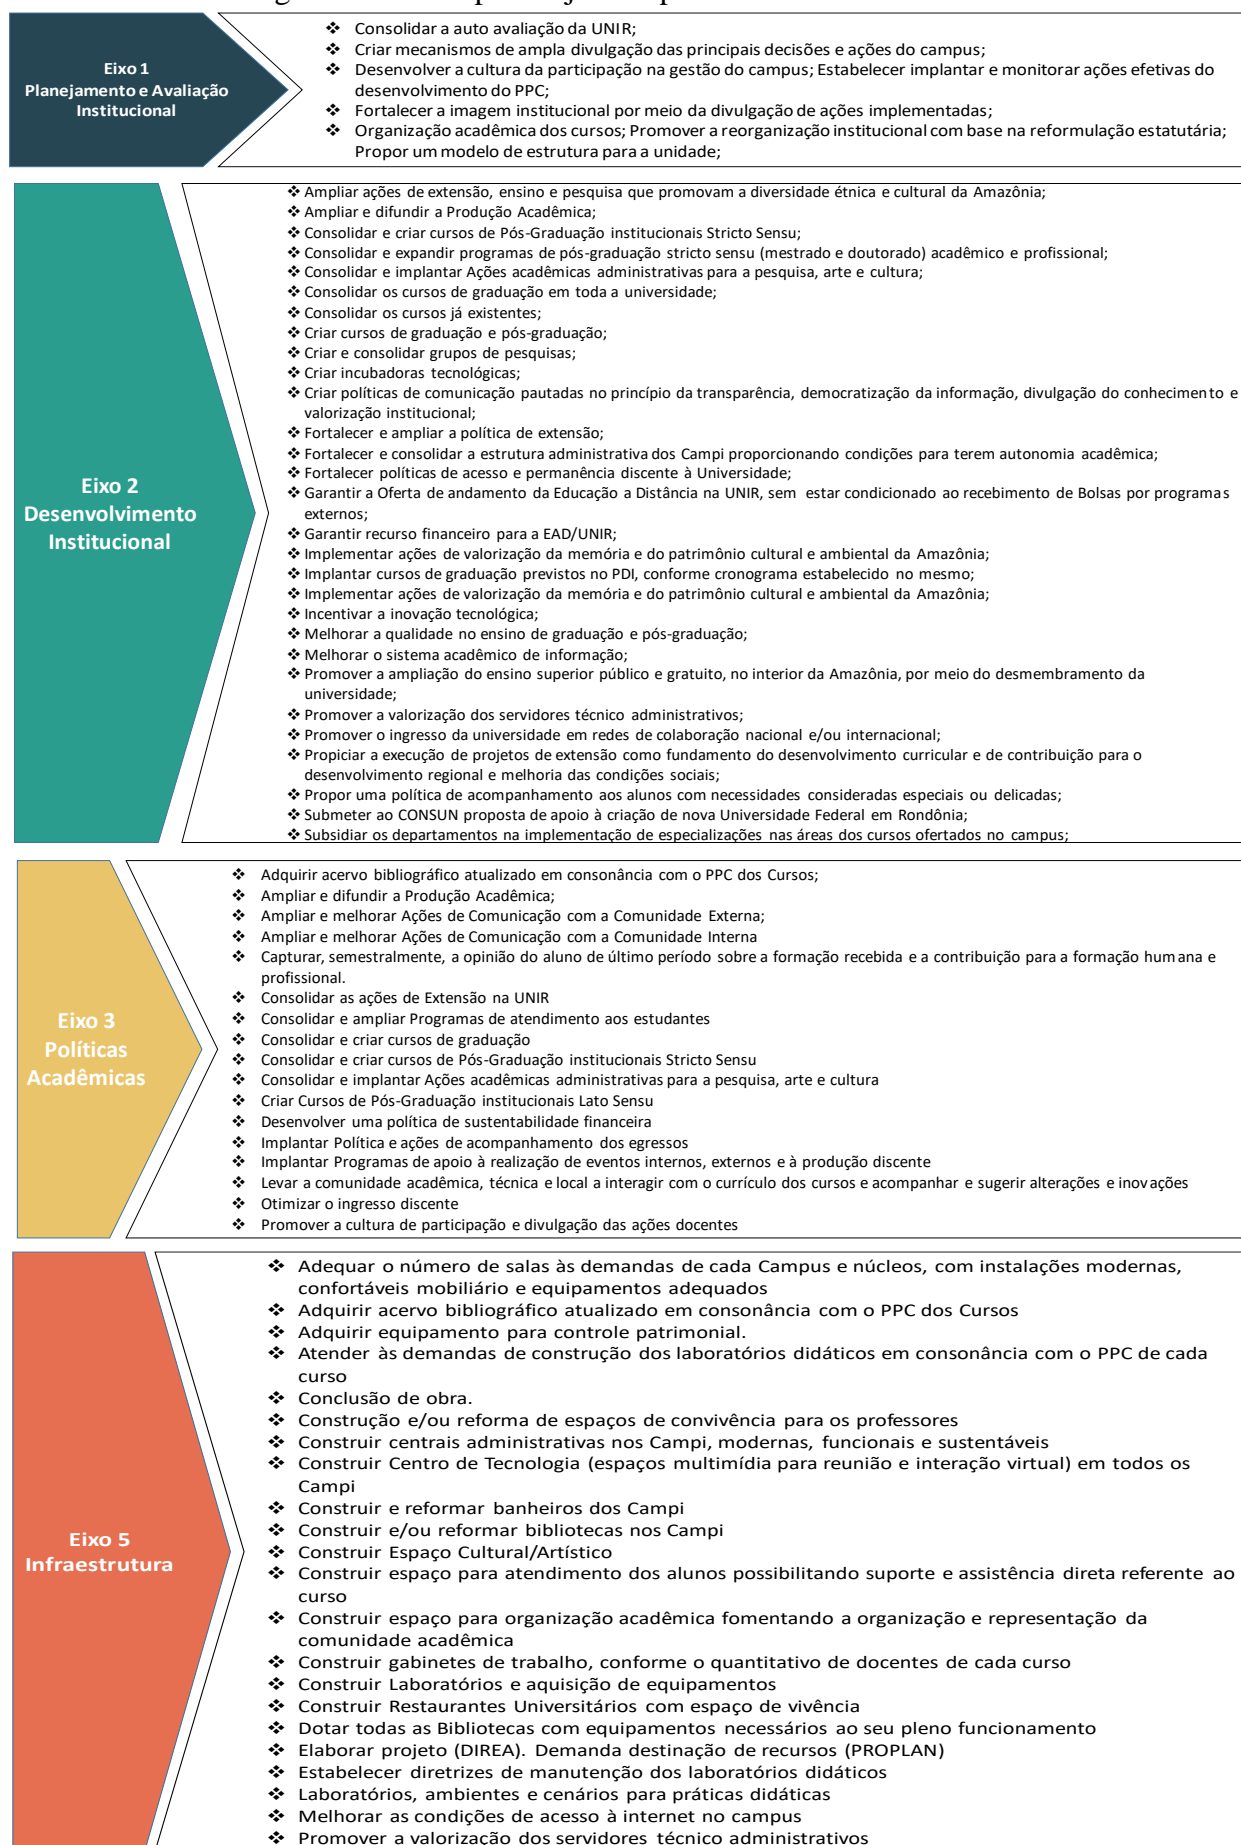 Eixo 1
Planejamento e Avaliação
Institucional
❖ Consolidar a auto avaliação da UNIR;
❖ Criar mecanismos de ampla divulgação das principais decisões e ações do campus;
❖ Desenvolver a cultura da participação na gestão do campus; Estabelecer implantar e monitorar ações efetivas do
desenvolvimento do PPC;
❖ Fortalecer a imagem institucional por meio da divulgação de ações implementadas;
❖ Organização acadêmica dos cursos; Promover a reorganização institucional com base na reformulação estatutária;
Propor um modelo de estrutura para a unidade;
Eixo 2
Desenvolvimento
Institucional
❖ Ampliar ações de extensão, ensino e pesquisa que promovam a diversidade étnica e cultural da Amazônia;
❖ Ampliar e difundir a Produção Acadêmica;
❖ Consolidar e criar cursos de Pós-Graduação institucionais Stricto Sensu;
❖ Consolidar e expandir programas de pós-graduação stricto sensu (mestrado e doutorado) acadêmico e profissional;
❖ Consolidar e implantar Ações acadêmicas administrativas para a pesquisa, arte e cultura;
❖ Consolidar os cursos de graduação em toda a universidade;
❖ Consolidar os cursos já existentes;
❖ Criar cursos de graduação e pós-graduação;
❖ Criar e consolidar grupos de pesquisas;
❖ Criar incubadoras tecnológicas;
❖ Criar políticas de comunicação pautadas no princípio da transparência, democratização da informação, divulgação do conhecimento e
valorização institucional;
❖ Fortalecer e ampliar a política de extensão;
❖ Fortalecer e consolidar a estrutura administrativa dos Campi proporcionando condições para terem autonomia acadêmica;
❖ Fortalecer políticas de acesso e permanência discente à Universidade;
❖ Garantir a Oferta de andamento da Educação a Distância na UNIR, sem estar condicionado ao recebimento de Bolsas por programas
externos;
❖ Garantir recurso financeiro para a EAD/UNIR;
❖ Implementar ações de valorização da memória e do patrimônio cultural e ambiental da Amazônia;
❖ Implantar cursos de graduação previstos no PDI, conforme cronograma estabelecido no mesmo;
❖ Implementar ações de valorização da memória e do patrimônio cultural e ambiental da Amazônia;
❖ Incentivar a inovação tecnológica;
❖ Melhorar a qualidade no ensino de graduação e pós-graduação;
❖ Melhorar o sistema acadêmico de informação;
❖ Promover a ampliação do ensino superior público e gratuito, no interior da Amazônia, por meio do desmembramento da
universidade;
❖ Promover a valorização dos servidores técnico administrativos;
❖ Promover o ingresso da universidade em redes de colaboração nacional e/ou internacional;
❖ Propiciar a execução de projetos de extensão como fundamento do desenvolvimento curricular e de contribuição para o
desenvolvimento regional e melhoria das condições sociais;
❖ Propor uma política de acompanhamento aos alunos com necessidades consideradas especiais ou delicadas;
❖ Submeter ao CONSUN proposta de apoio à criação de nova Universidade Federal em Rondônia;
❖ Subsidiar os departamentos na implementação de especializações nas áreas dos cursos ofertados no campus;
Eixo 3
Políticas
Acadêmicas
❖ Adquirir acervo bibliográfico atualizado em consonância com o PPC dos Cursos;
❖ Ampliar e difundir a Produção Acadêmica;
❖ Ampliar e melhorar Ações de Comunicação com a Comunidade Externa;
❖ Ampliar e melhorar Ações de Comunicação com a Comunidade Interna
❖ Capturar, semestralmente, a opinião do aluno de último período sobre a formação recebida e a contribuição para a formação humana e
profissional.
❖ Consolidar as ações de Extensão na UNIR
❖ Consolidar e ampliar Programas de atendimento aos estudantes
❖ Consolidar e criar cursos de graduação
❖ Consolidar e criar cursos de Pós-Graduação institucionais Stricto Sensu
❖ Consolidar e implantar Ações acadêmicas administrativas para a pesquisa, arte e cultura
❖ Criar Cursos de Pós-Graduação institucionais Lato Sensu
❖ Desenvolver uma política de sustentabilidade financeira
❖ Implantar Política e ações de acompanhamento dos egressos
❖ Implantar Programas de apoio à realização de eventos internos, externos e à produção discente
❖ Levar a comunidade acadêmica, técnica e local a interagir com o currículo dos cursos e acompanhar e sugerir alterações e inovações
❖ Otimizar o ingresso discente
❖ Promover a cultura de participação e divulgação das ações docentes
Eixo 5
Infraestrutura
❖ Adequar o número de salas às demandas de cada Campus e núcleos, com instalações modernas,
confortáveis mobiliário e equipamentos adequados
❖ Adquirir acervo bibliográfico atualizado em consonância com o PPC dos Cursos
❖ Adquirir equipamento para controle patrimonial.
❖ Atender às demandas de construção dos laboratórios didáticos em consonância com o PPC de cada
curso
❖ Conclusão de obra.
❖ Construção e/ou reforma de espaços de convivência para os professores
❖ Construir centrais administrativas nos Campi, modernas, funcionais e sustentáveis
❖ Construir Centro de Tecnologia (espaços multimídia para reunião e interação virtual) em todos os
Campi
❖ Construir e reformar banheiros dos Campi
❖ Construir e/ou reformar bibliotecas nos Campi
❖ Construir Espaço Cultural/Artístico
❖ Construir espaço para atendimento dos alunos possibilitando suporte e assistência direta referente ao
curso
❖ Construir espaço para organização acadêmica fomentando a organização e representação da
comunidade acadêmica
❖ Construir gabinetes de trabalho, conforme o quantitativo de docentes de cada curso
❖ Construir Laboratórios e aquisição de equipamentos
❖ Construir Restaurantes Universitários com espaço de vivência
❖ Dotar todas as Bibliotecas com equipamentos necessários ao seu pleno funcionamento
❖ Elaborar projeto (DIREA). Demanda destinação de recursos (PROPLAN)
❖ Estabelecer diretrizes de manutenção dos laboratórios didáticos
❖ Laboratórios, ambientes e cenários para práticas didáticas
❖ Melhorar as condições de acesso à internet no campus
❖ Promover a valorização dos servidores técnico administrativos